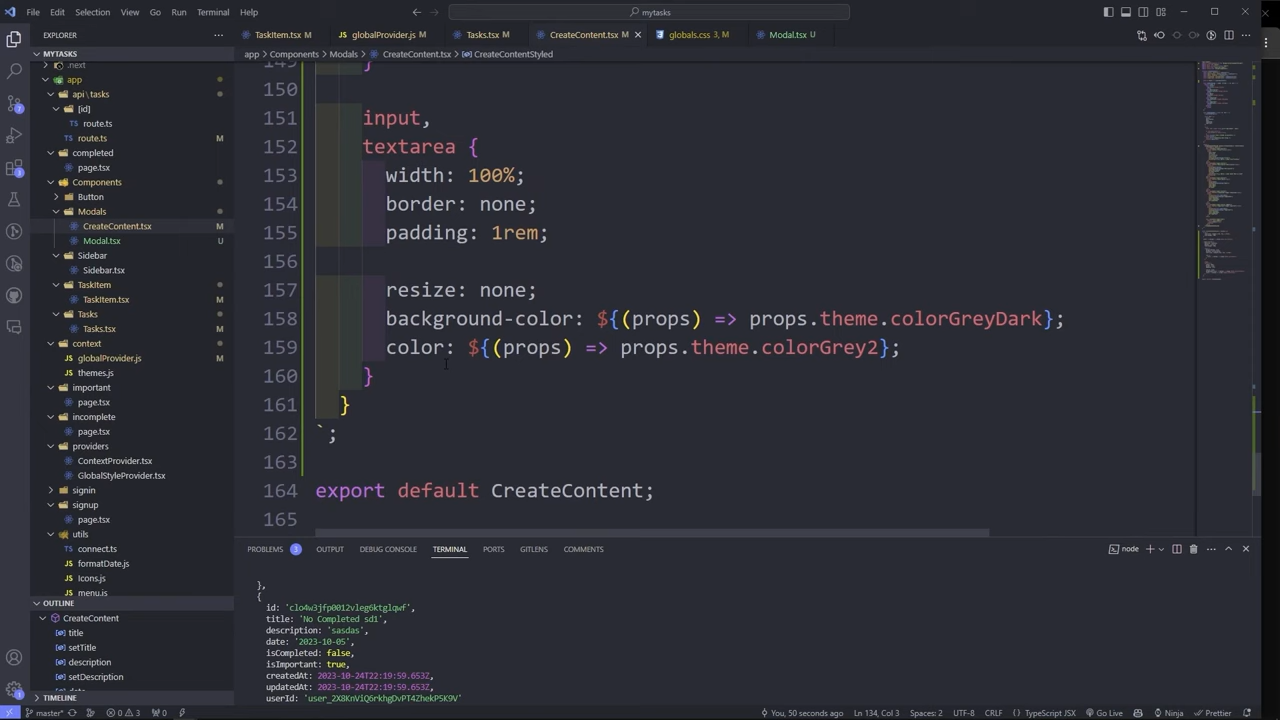 File Edit Selection View Go Run Terminal Help
mytasks
EXPLORER
MYTASKS
.next
app
api\tasks
[id]
route.ts
route.ts M
completed
page.tsx
Components
Button
Modals
CreateContent.tsx M
Modal.tsx U
Sidebar
Sidebar.tsx
TaskItem
TaskItem.tsx M
Tasks
Tasks.tsx M
context
globalProvider.js M
themes.js
important
page.tsx
incomplete
page.tsx
providers
ContextProvider.tsx
GlobalStyleProvider.tsx
signin
signup
page.tsx
utils
connect.ts
formatDate.js
Icons.js
menu.js
OUTLINE
CreateContent
title
setTitle
description
setDescription
TIMELINE
TaskItem.tsx M globalProvider.js M Tasks.tsx M CreateContent.tsx M globals.css 3, M Modal.tsx U
app > Components > Modals > CreateContent.tsx > CreateContentStyled
149 }
150
151 input,
152 textarea {
153 width: 100%;
154 border: none;
155 padding: 1rem;
156
157 resize: none;
158 background-color: ${(props) => props.theme.colorGreyDark};
159 color: ${(props) => props.theme.colorGrey2};
160 }
161 }
162 `;
163
164 export default CreateContent;
165
PROBLEMS 3 OUTPUT DEBUG CONSOLE TERMINAL PORTS GITLENS COMMENTS
node
},
{
id: 'clo4w3jfp0012vleg6ktglqwf',
title: 'No Completed sd1',
description: 'sasdas',
date: '2023-10-05',
isCompleted: false,
isImportant: true,
createdAt: 2023-10-24T22:19:59.653Z,
updatedAt: 2023-10-24T22:19:59.653Z,
userId: 'user_2X8KnViQ6rkhgDvPT4ZhekP5K9V'
master* 0 3 0 You, 50 seconds ago Ln 134, Col 3 Spaces: 2 UTF-8 CRLF TypeScript JSX Go Live Ninja Prettier